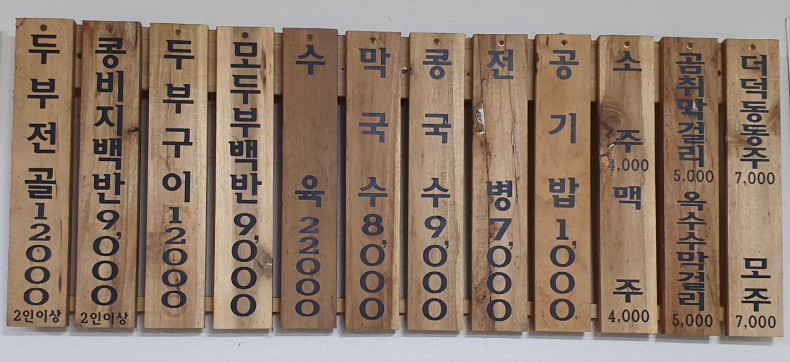 두부전골 12000
2인이상
콩비지백반 9,000
2인이상
두부구이 12000
모두부백반 9,000
수육 22000
막국수 8,000
콩국수 9,000
전병 7,000
공기밥 1,000
소주
4,000
맥주
4,000
곰취막걸리
5,000
옥수수막걸리
5,000
더덕동동주
7,000
모주
7,000